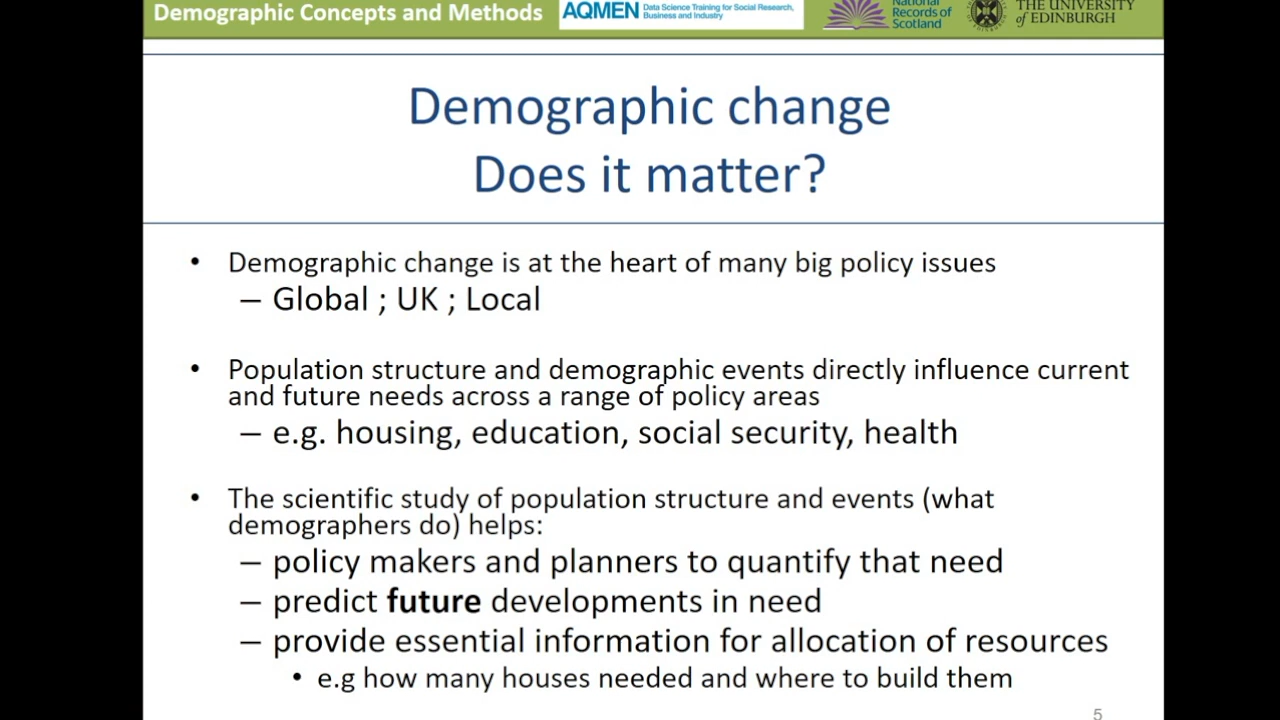 Demographic Concepts and Methods
AQMEN
Data Science Training for Social Research,
Business and Industry
National
Records of
Scotland
THE UNIVERSITY
of EDINBURGH
Demographic change
Does it matter?
• Demographic change is at the heart of many big policy issues
– Global ; UK ; Local
• Population structure and demographic events directly influence current
and future needs across a range of policy areas
– e.g. housing, education, social security, health
• The scientific study of population structure and events (what
demographers do) helps:
– policy makers and planners to quantify that need
– predict future developments in need
– provide essential information for allocation of resources
• e.g how many houses needed and where to build them
5